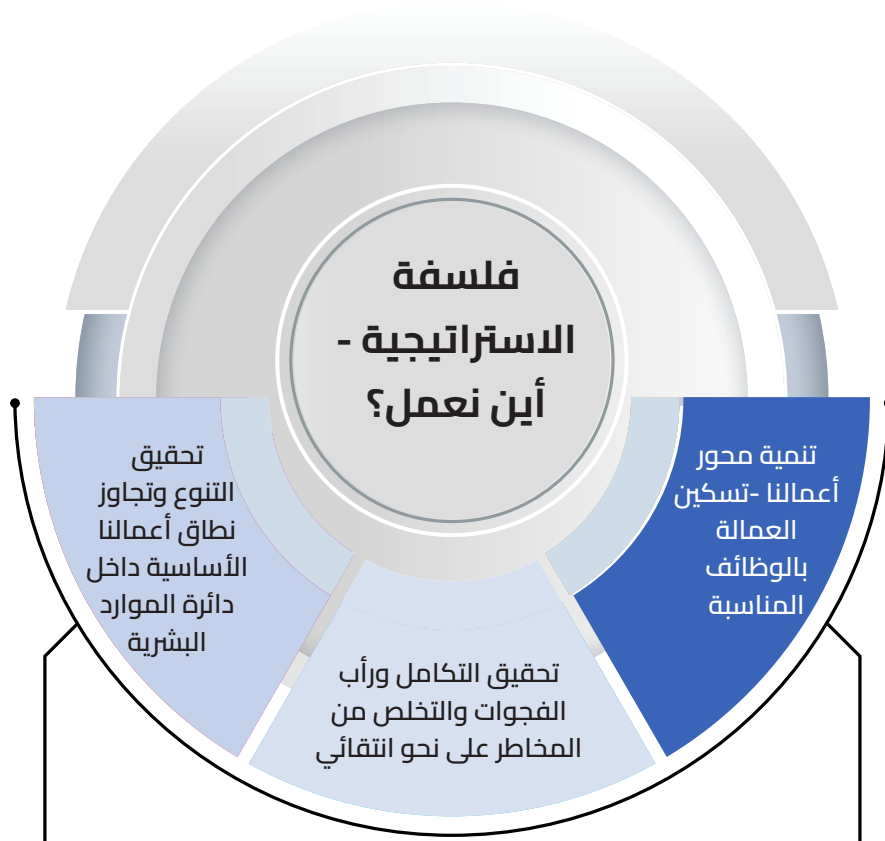 فلسفة
الاستراتيجية -
أين نعمل؟
تنمية محور
أعمالنا -تسكين
العمالة
بالوظائف
المناسبة
تحقيق التكامل ورأب
الفجوات والتخلص من
المخاطر على نحو انتقائي
تحقيق
التنوع وتجاوز
نطاق أعمالنا
الأساسية داخل
دائرة الموارد
البشرية